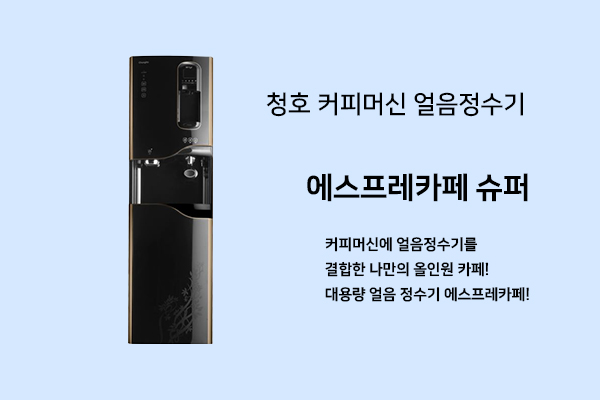 청호 커피머신 얼음정수기
에스프레카페 슈퍼
커피머신에 얼음정수기를
결합한 나만의 올인원 카페!
대용량 얼음 정수기 에스프레카페!